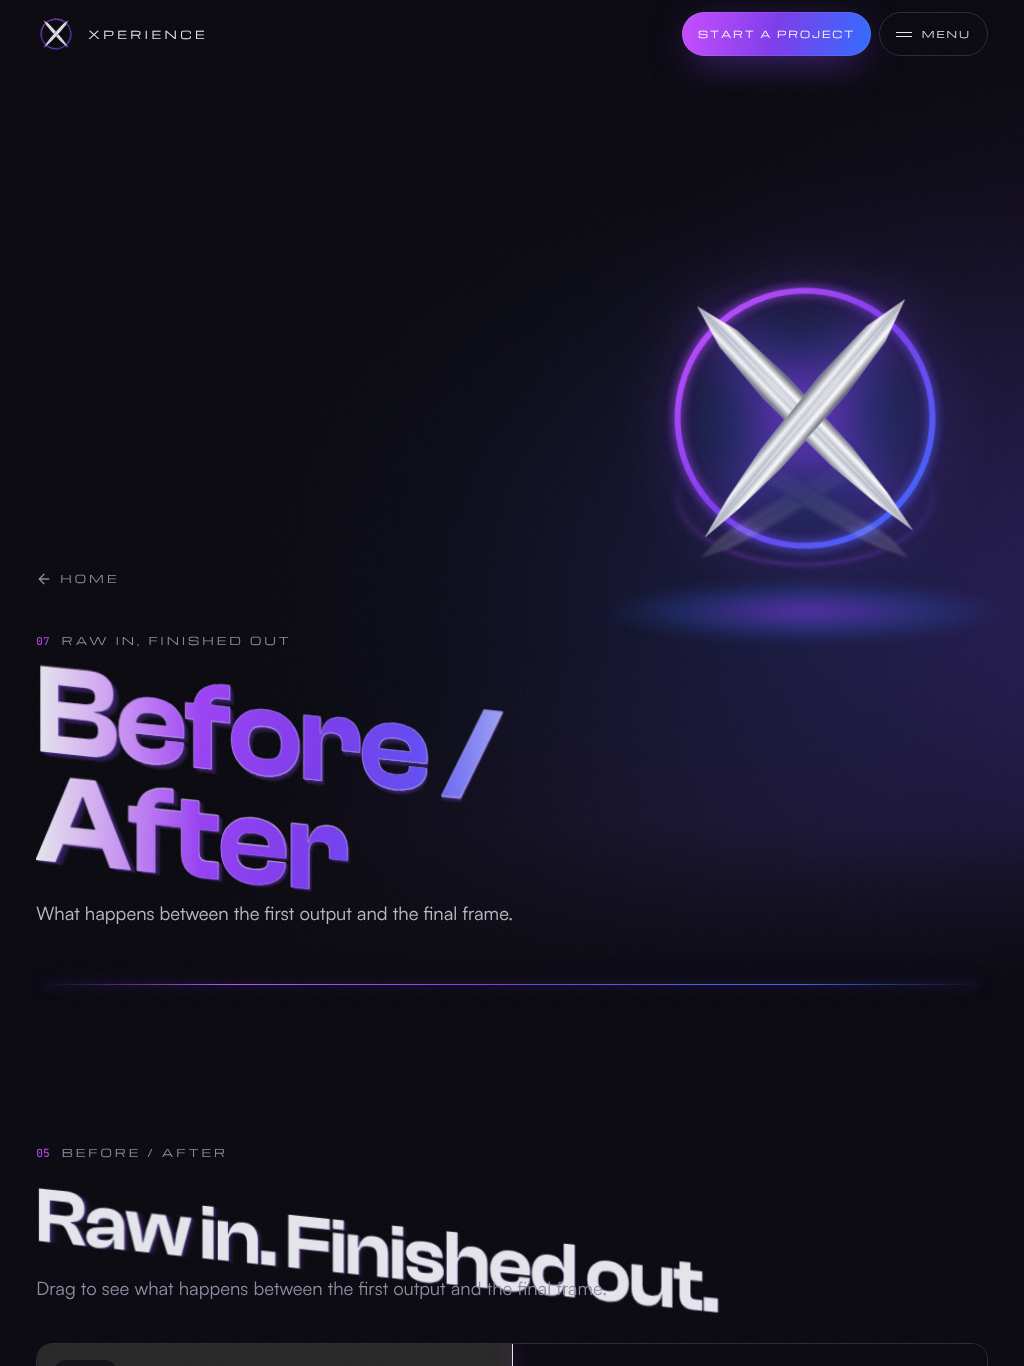 XPERIENCE
START A PROJECT
MENU
HOME
07 RAW IN, FINISHED OUT
Before /
After
What happens between the first output and the final frame.
05 BEFORE / AFTER
Raw in. Finished out.
Drag to see what happens between the first output and the final frame.